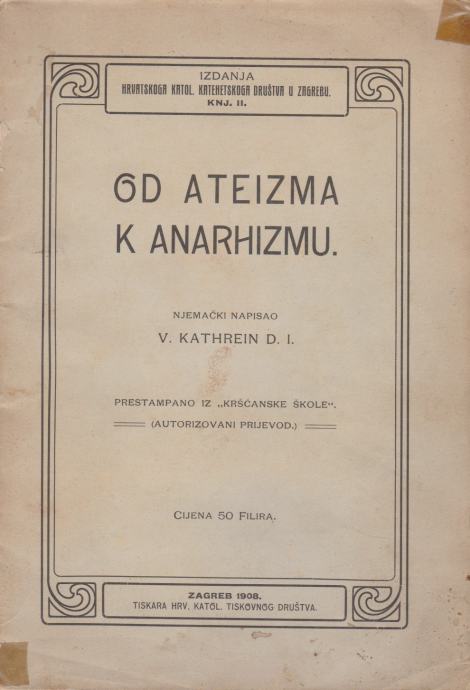 IZDANJA
HRVATSKOGA KATOL. KATEHETSKOGA DRUŠTVA U ZAGREBU.
KNJ. II.
OD ATEIZMA
K ANARHIZMU.
NJEMAČKI NAPISAO
V. KATHREIN D. I.
PRESTAMPANO IZ „KRŠĆANSKE ŠKOLE“.
(AUTORIZOVANI PRIJEVOD.)
CIJENA 50 FILIRA.
ZAGREB 1908.
TISKARA HRV. KATOL. TISKOVNOG DRUŠTVA.